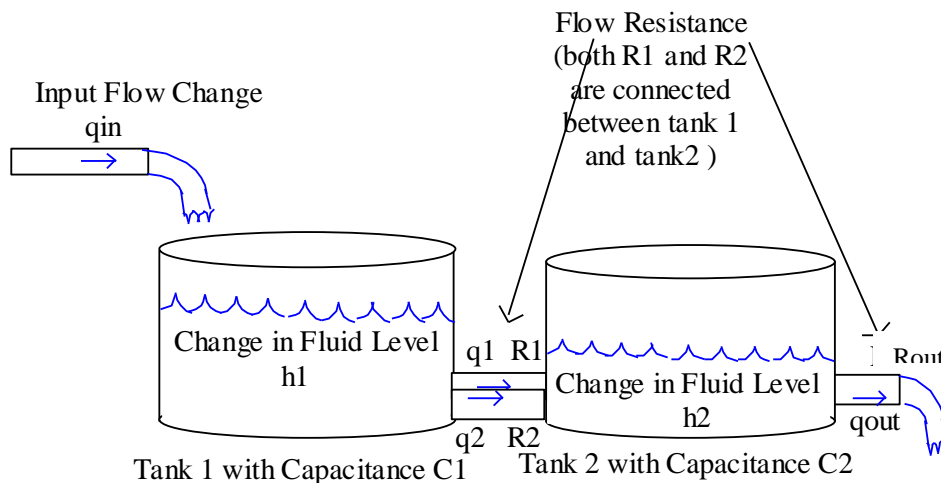 Flow Resistance
(both R1 and R2
are connected
between tank 1
and tank2 )
Input Flow Change
qin
Change in Fluid Level
h1
q1 R1
q2 R2
Change in Fluid Level
h2
Rout
qout
Tank 1 with Capacitance C1
Tank 2 with Capacitance C2